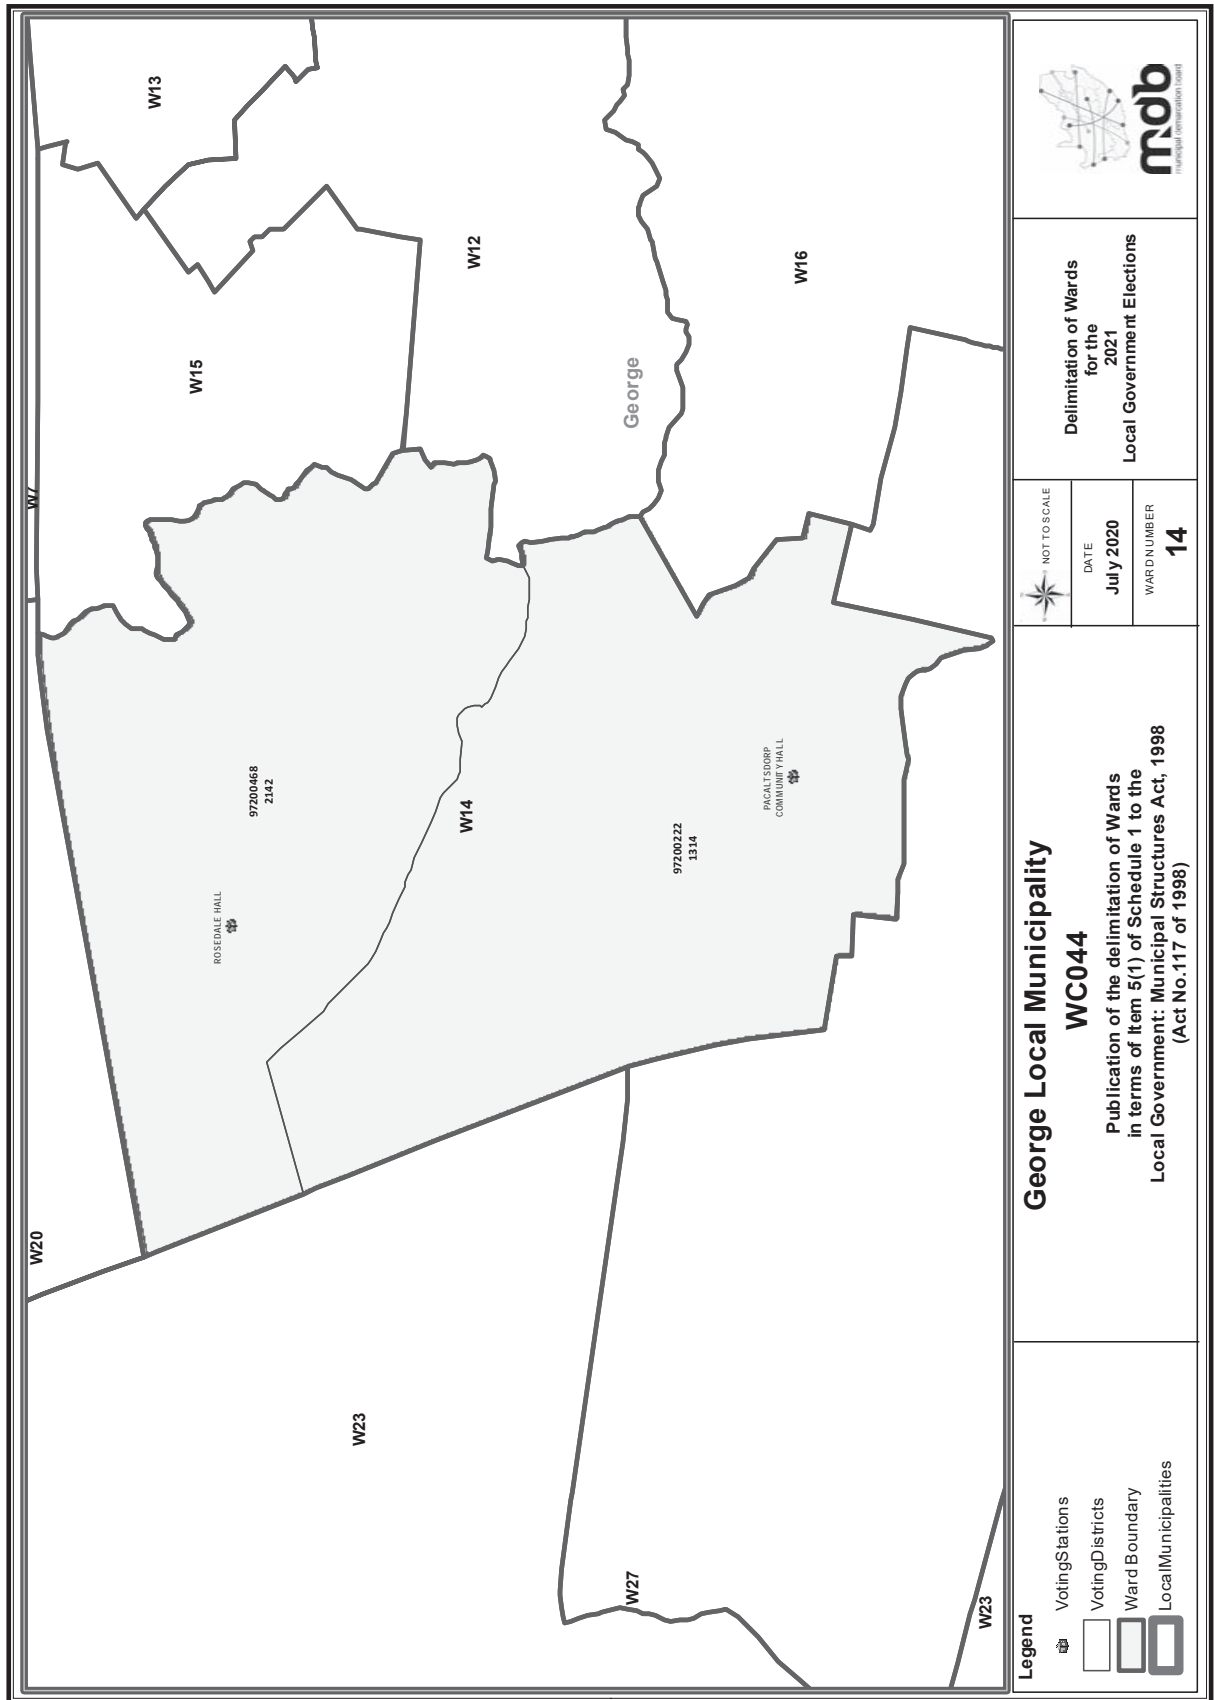 W20
W7
W13
W15
W12
George
W16
ROSEDALE HALL
97200468
2142
W14
97200222
1314
PACALTSDORP
COMMUNITY HALL
W23
W27
W23
Legend
VotingStations
VotingDistricts
Ward Boundary
LocalMunicipalities
George Local Municipality
WC044
Publication of the delimitation of Wards
in terms of Item 5(1) of Schedule 1 to the
Local Government: Municipal Structures Act, 1998
(Act No.117 of 1998)
NOT TO SCALE
DATE
July 2020
WARD NUMBER
14
Delimitation of Wards
for the
2021
Local Government Elections
mdb
municipal demarcation board